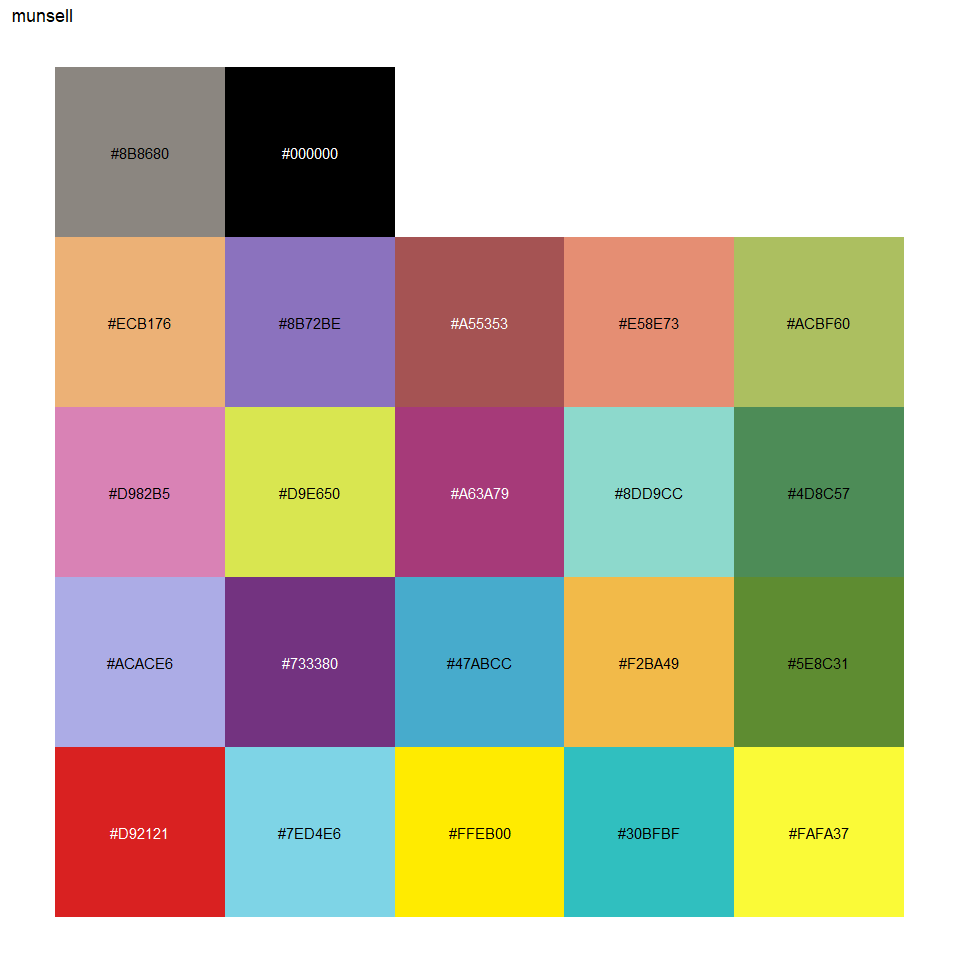 munsell
#8B8680 #000000
#ECB176 #8B72BE #A55353 #E58E73 #ACBF60
#D982B5 #D9E650 #A63A79 #8DD9CC #4D8C57
#ACACE6 #733380 #47ABCC #F2BA49 #5E8C31
#D92121 #7ED4E6 #FFEB00 #30BFBF #FAFA37